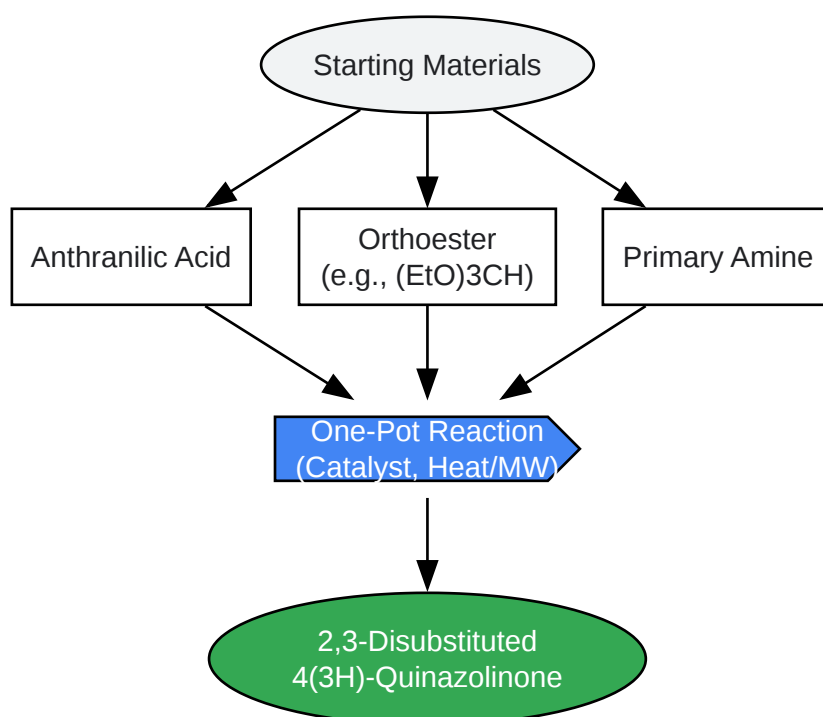 Starting Materials
Anthranilic Acid
Orthoester
(e.g., (EtO)3CH)
Primary Amine
One-Pot Reaction
(Catalyst, Heat/MW)
2,3-Disubstituted
4(3H)-Quinazolinone